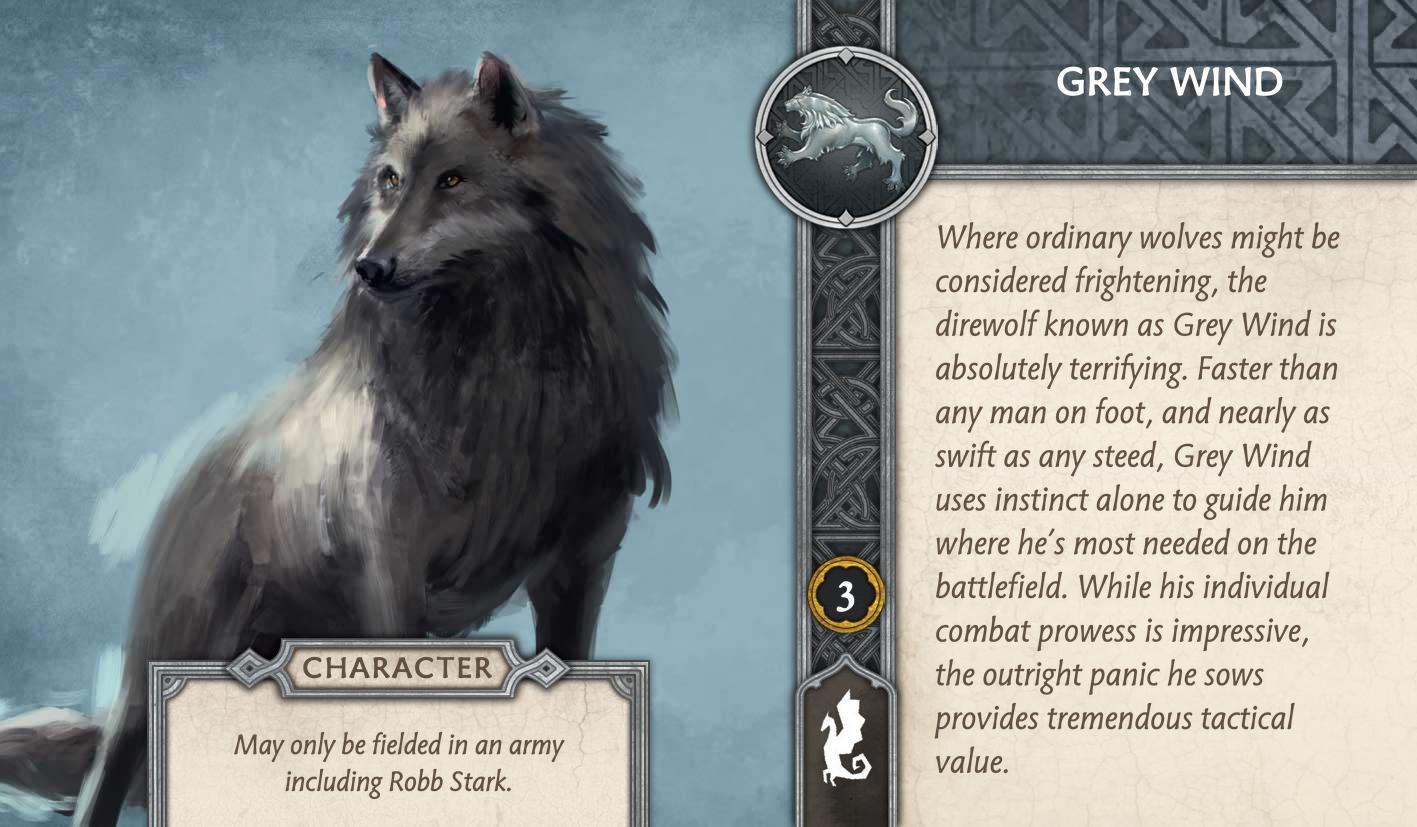 GREY WIND
Where ordinary wolves might be
considered frightening, the
direwolf known as Grey Wind is
absolutely terrifying. Faster than
any man on foot, and nearly as
swift as any steed, Grey Wind
uses instinct alone to guide him
where he's most needed on the
battlefield. While his individual
combat prowess is impressive,
the outright panic he sows
provides tremendous tactical
value.
3
CHARACTER
May only be fielded in an army
including Robb Stark.